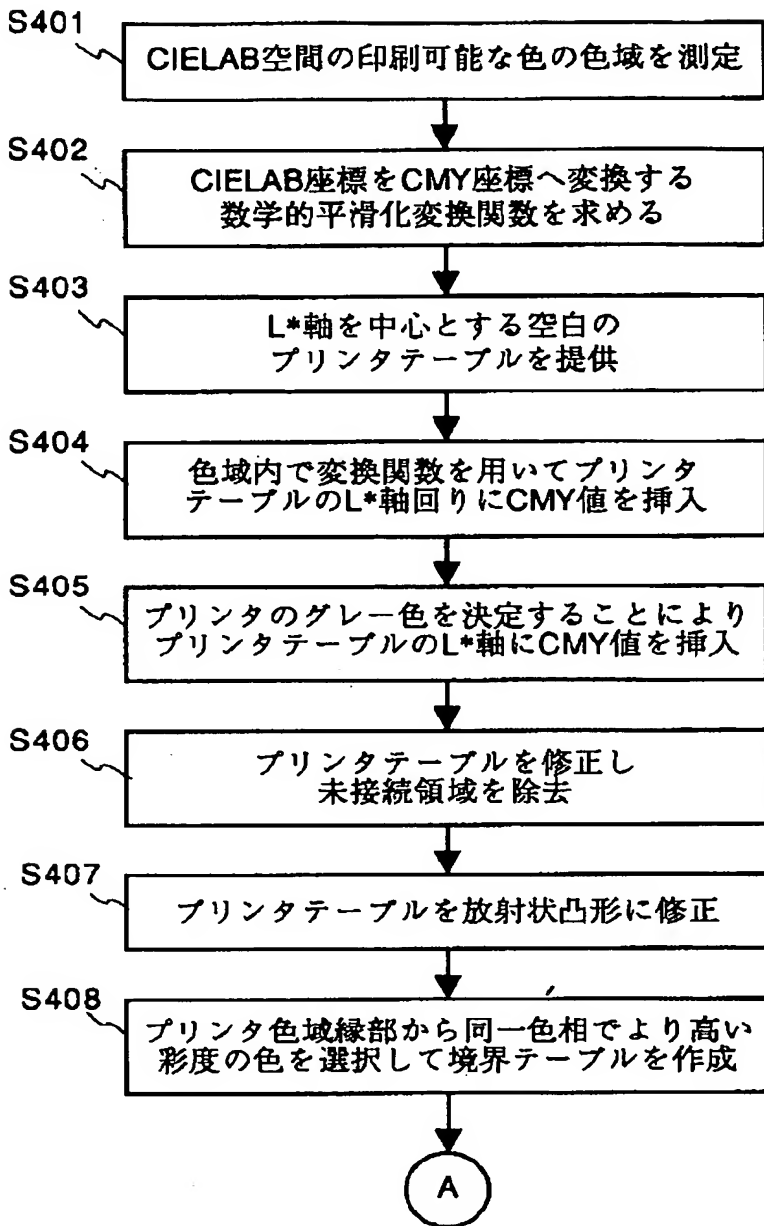 S401
CIELAB空間の印刷可能な色の色域を測定
S402
CIELAB座標をCMY座標へ変換する
数学的平滑化変換関数を求める
S403
L*軸を中心とする空白の
プリンタテーブルを提供
S404
色域内で変換関数を用いてプリンタ
テーブルのL*軸回りにCMY値を挿入
S405
プリンタのグレー色を決定することにより
プリンタテーブルのL*軸にCMY値を挿入
S406
プリンタテーブルを修正し
未接続領域を除去
S407
プリンタテーブルを放射状凸形に修正
S408
プリンタ色域縁部から同一色相でより高い
彩度の色を選択して境界テーブルを作成
A